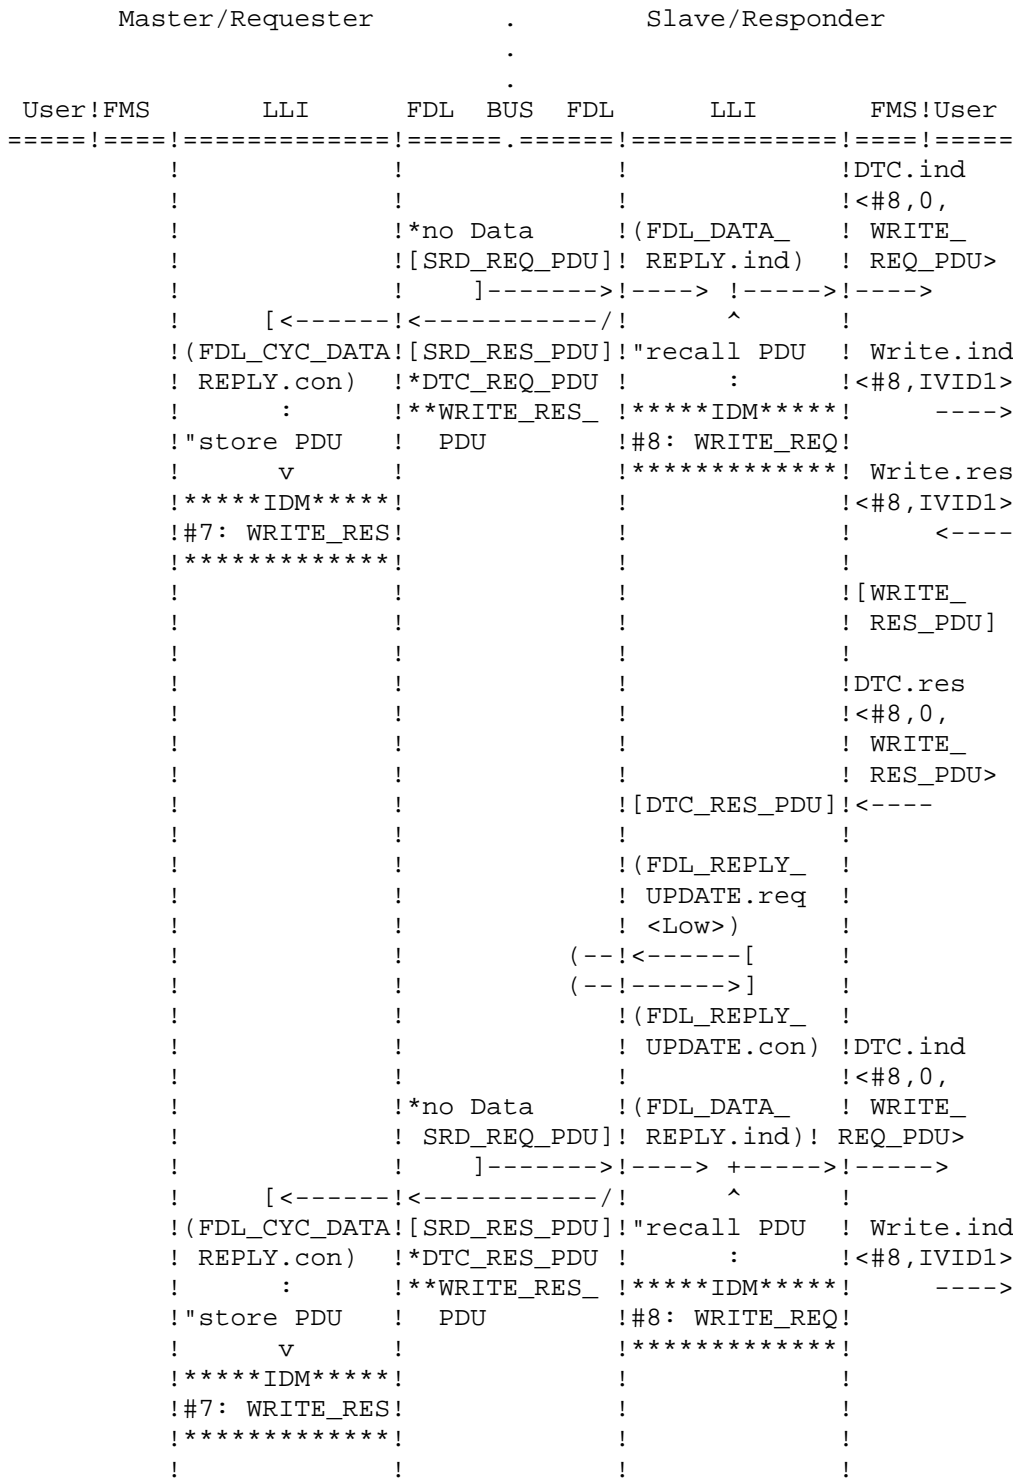 Master/Requester        .        Slave/Responder
                               .
                               .
 User!FMS       LLI      FDL  BUS  FDL      LLI        FMS!User
=====!====!=============!======.======!=============!====!=====
          !             !             !             !DTC.ind
          !             !             !             !<#8,0,
          !             !*no Data     !(FDL_DATA_   ! WRITE_
          !             ![SRD_REQ_PDU]! REPLY.ind)  ! REQ_PDU>
          !             !    ]------->!----> !----->!---->
          !     [<------!<-----------/!      ^      !
          !(FDL_CYC_DATA![SRD_RES_PDU]!"recall PDU  ! Write.ind
          ! REPLY.con)  !*DTC_REQ_PDU !      :      !<#8,IVID1>
          !      :      !**WRITE_RES_ !*****IDM*****!     ---->
          !"store PDU   !  PDU        !#8: WRITE_REQ!
          !      v      !             !*************! Write.res
          !*****IDM*****!             !             !<#8,IVID1>
          !#7: WRITE_RES!             !             !     <----
          !*************!             !             !
          !             !             !             ![WRITE_
          !             !             !             ! RES_PDU]
          !             !             !             !
          !             !             !             !DTC.res
          !             !             !             !<#8,0,
          !             !             !             ! WRITE_
          !             !             !             ! RES_PDU>
          !             !             ![DTC_RES_PDU]!<----
          !             !             !             !
          !             !             !(FDL_REPLY_  !
          !             !             ! UPDATE.req  !
          !             !             ! <Low>)      !
          !             !          (--!<------[     !
          !             !          (--!------>]     !
          !             !             !(FDL_REPLY_  !
          !             !             ! UPDATE.con) !DTC.ind
          !             !             !             !<#8,0,
          !             !*no Data     !(FDL_DATA_   ! WRITE_
          !             ! SRD_REQ_PDU]! REPLY.ind)! REQ_PDU>
          !             !    ]------->!----> +----->!----->
          !     [<------!<-----------/!      ^      !
          !(FDL_CYC_DATA![SRD_RES_PDU]!"recall PDU  ! Write.ind
          ! REPLY.con)  !*DTC_RES_PDU !      :      !<#8,IVID1>
          !      :      !**WRITE_RES_ !*****IDM*****!     ---->
          !"store PDU   !  PDU        !#8: WRITE_REQ!
          !      v      !             !*************!
          !*****IDM*****!             !             !
          !#7: WRITE_RES!             !             !
          !*************!             !             !
          !             !             !             !